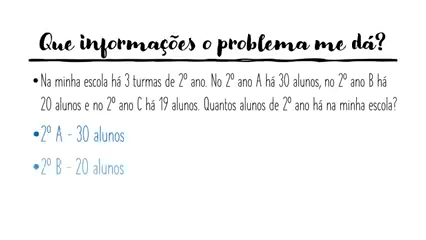 Que informações o problema me dá?
• Na minha escola há 3 turmas de 2º ano. No 2º ano A há 30 alunos, no 2º ano B há
20 alunos e no 2º ano C há 19 alunos. Quantos alunos de 2º ano há na minha escola?
• 2º A - 30 alunos
• 2º B - 20 alunos